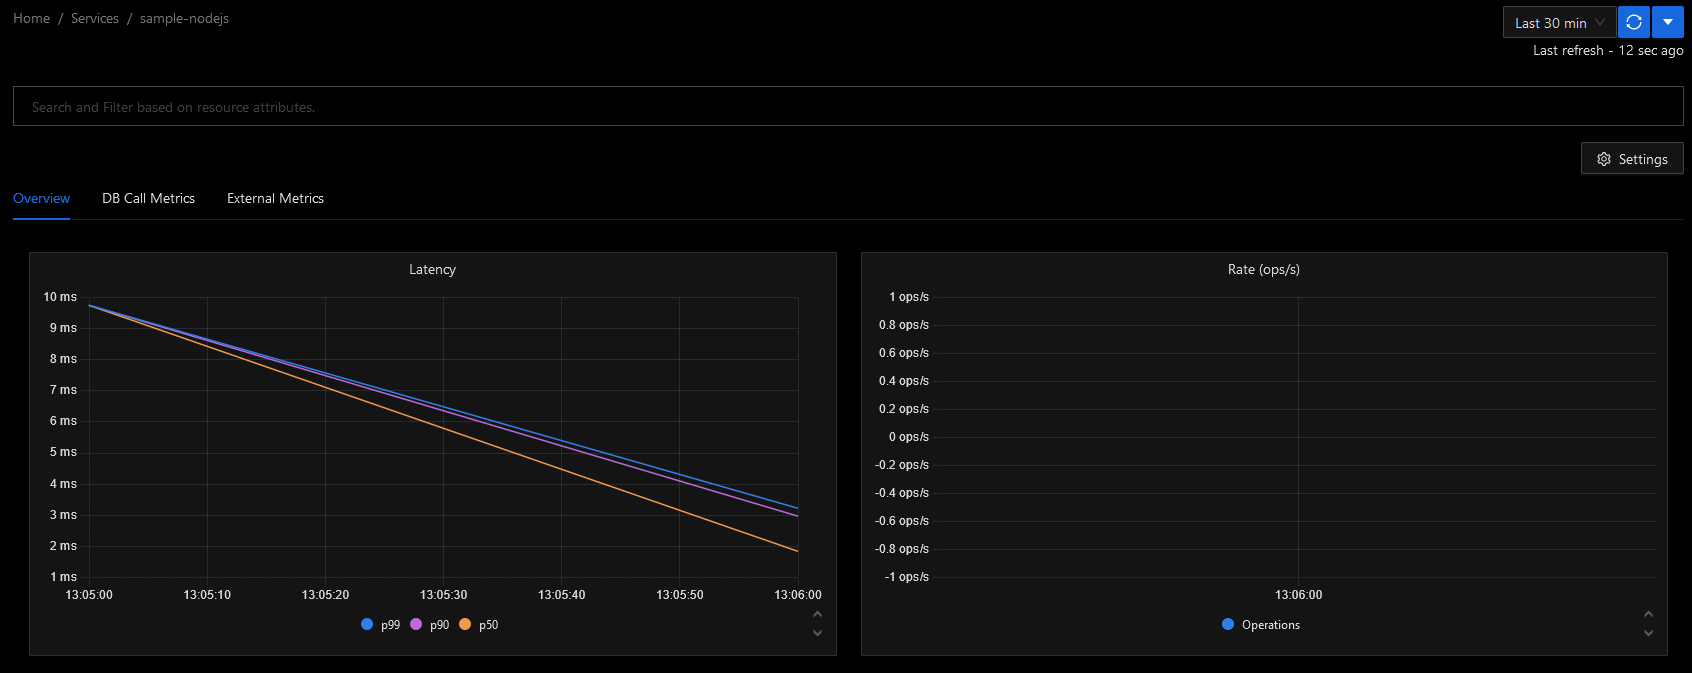 Home / Services / sample-nodejs
Last 30 min
Last refresh - 12 sec ago
Search and Filter based on resource attributes.
Settings
Overview DB Call Metrics External Metrics
Latency
10 ms
9 ms
8 ms
7 ms
6 ms
5 ms
4 ms
3 ms
2 ms
1 ms
13:05:00 13:05:10 13:05:20 13:05:30 13:05:40 13:05:50 13:06:00
p99 p90 p50
Rate (ops/s)
1 ops/s
0.8 ops/s
0.6 ops/s
0.4 ops/s
0.2 ops/s
0 ops/s
-0.2 ops/s
-0.4 ops/s
-0.6 ops/s
-0.8 ops/s
-1 ops/s
13:06:00
Operations